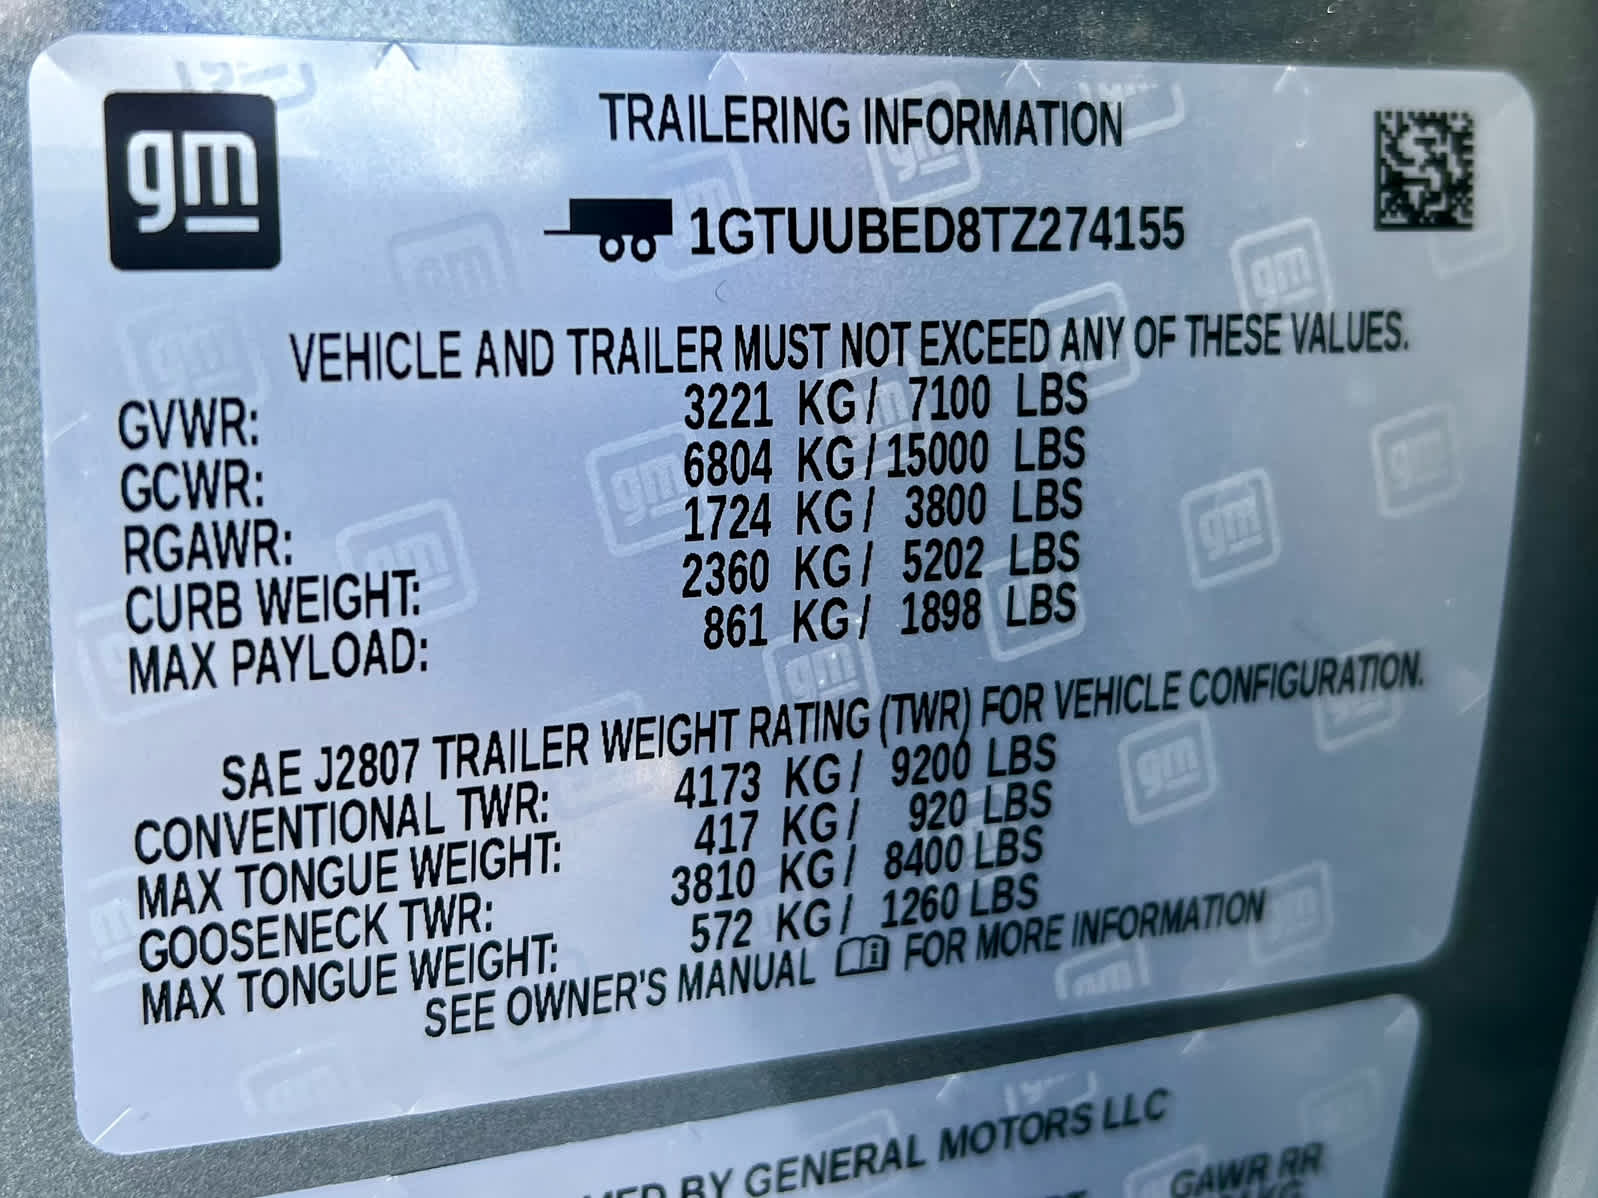 gm
TRAILERING INFORMATION
1GTUUBED8TZ274155
VEHICLE AND TRAILER MUST NOT EXCEED ANY OF THESE VALUES.
GVWR: 3221 KG/ 7100 LBS
GCWR: 6804 KG/15000 LBS
RGAWR: 1724 KG/ 3800 LBS
CURB WEIGHT: 2360 KG/ 5202 LBS
MAX PAYLOAD: 861 KG/ 1898 LBS
SAE J2807 TRAILER WEIGHT RATING (TWR) FOR VEHICLE CONFIGURATION.
CONVENTIONAL TWR: 4173 KG/ 9200 LBS
MAX TONGUE WEIGHT: 417 KG/ 920 LBS
GOOSENECK TWR: 3810 KG/ 8400 LBS
MAX TONGUE WEIGHT: 572 KG/ 1260 LBS
SEE OWNER'S MANUAL FOR MORE INFORMATION
BY GENERAL MOTORS LLC
GAWR RR